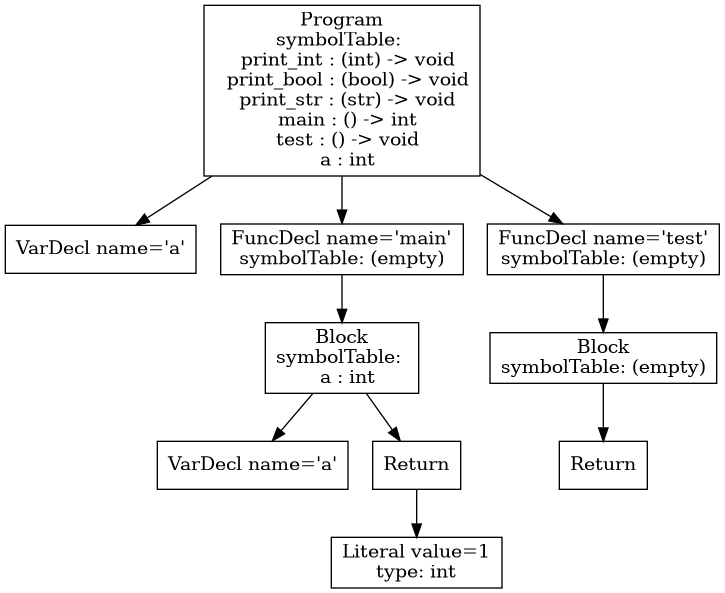 Program
symbolTable:
print_int : (int) -> void
print_bool : (bool) -> void
print_str : (str) -> void
main : () -> int
test : () -> void
a : int
VarDecl name='a'
FuncDecl name='main'
symbolTable: (empty)
FuncDecl name='test'
symbolTable: (empty)
Block
symbolTable:
a : int
Block
symbolTable: (empty)
VarDecl name='a'
Return
Return
Literal value=1
type: int